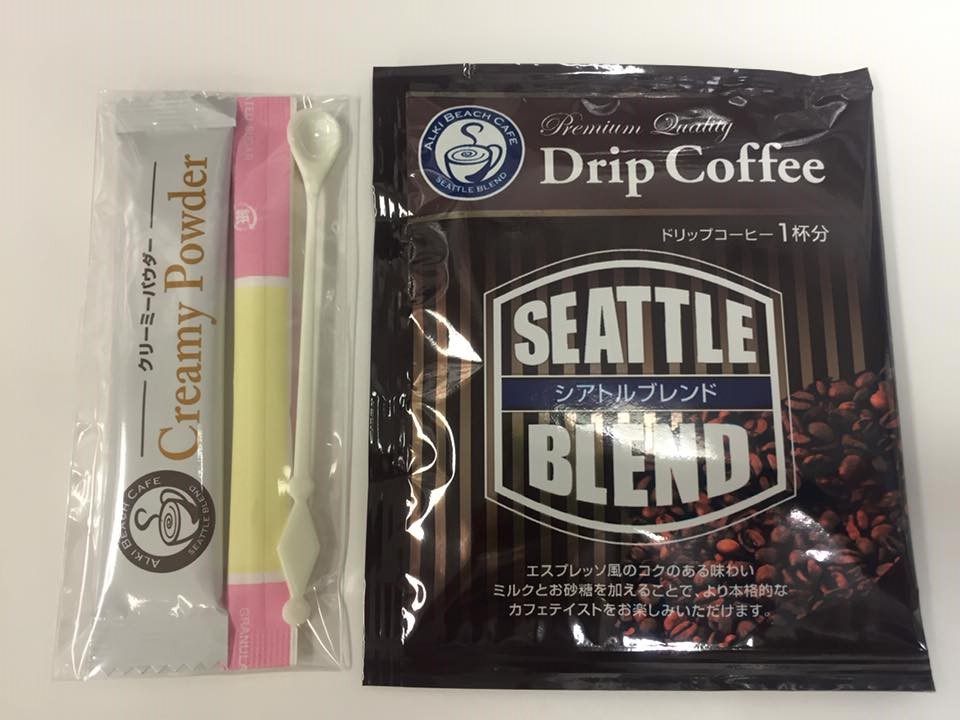 クリーミーパウダー
Creamy Powder
ALKI BEACH CAFE
SEATTLE BLEND
GRANULA
ALKI BEACH CAFE
SEATTLE BLEND
Premium Quality
Drip Coffee
ドリップコーヒー 1杯分
SEATTLE
シアトルブレンド
BLEND
エスプレッソ風のコクのある味わい
ミルクとお砂糖を加えることで、より本格的な
カフェテイストをお楽しみいただけます。